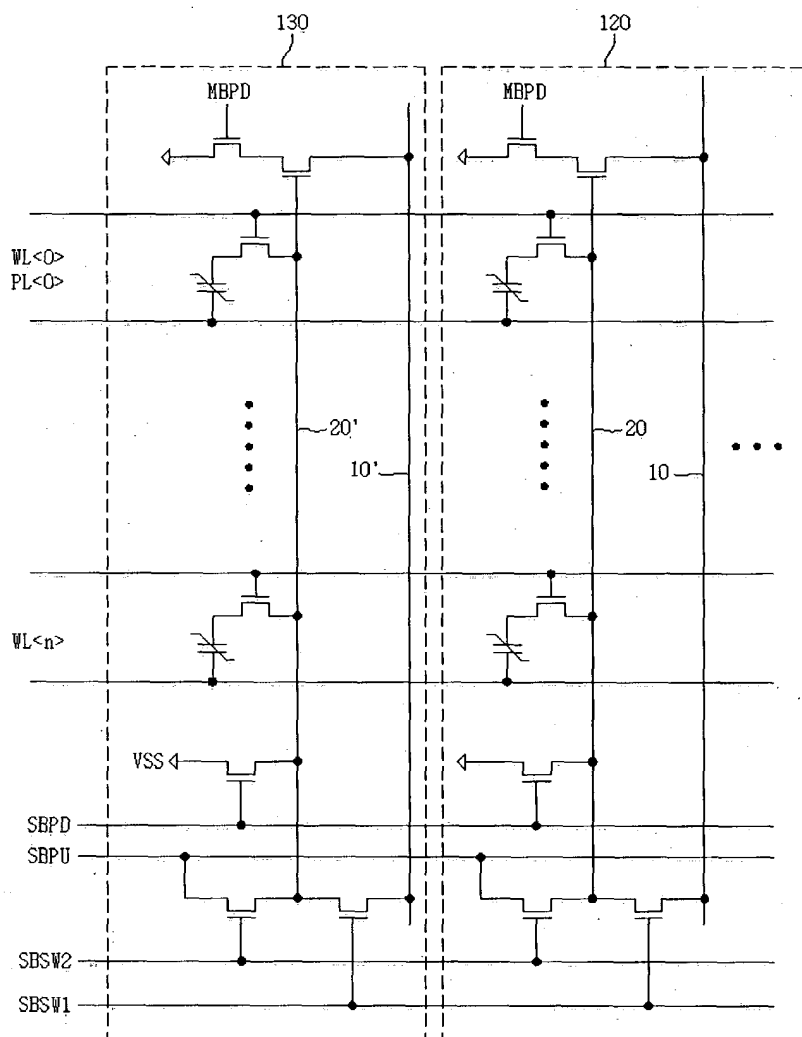 130
120
MBPD
MBPD
WL<0>
PL<0>
20'
20
10'
10
WL<n>
VSS
SBPD
SBPU
SBSW2
SBSW1